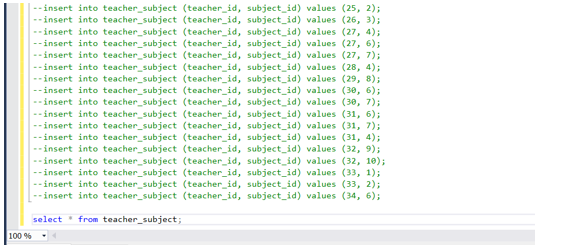 --insert into teacher_subject (teacher_id, subject_id) values (25, 2);
--insert into teacher_subject (teacher_id, subject_id) values (26, 3);
--insert into teacher_subject (teacher_id, subject_id) values (27, 4);
--insert into teacher_subject (teacher_id, subject_id) values (27, 6);
--insert into teacher_subject (teacher_id, subject_id) values (27, 7);
--insert into teacher_subject (teacher_id, subject_id) values (28, 4);
--insert into teacher_subject (teacher_id, subject_id) values (29, 8);
--insert into teacher_subject (teacher_id, subject_id) values (30, 6);
--insert into teacher_subject (teacher_id, subject_id) values (30, 7);
--insert into teacher_subject (teacher_id, subject_id) values (31, 6);
--insert into teacher_subject (teacher_id, subject_id) values (31, 7);
--insert into teacher_subject (teacher_id, subject_id) values (31, 4);
--insert into teacher_subject (teacher_id, subject_id) values (32, 9);
--insert into teacher_subject (teacher_id, subject_id) values (32, 10);
--insert into teacher_subject (teacher_id, subject_id) values (33, 1);
--insert into teacher_subject (teacher_id, subject_id) values (33, 2);
--insert into teacher_subject (teacher_id, subject_id) values (34, 6);
select * from teacher_subject;
100 %